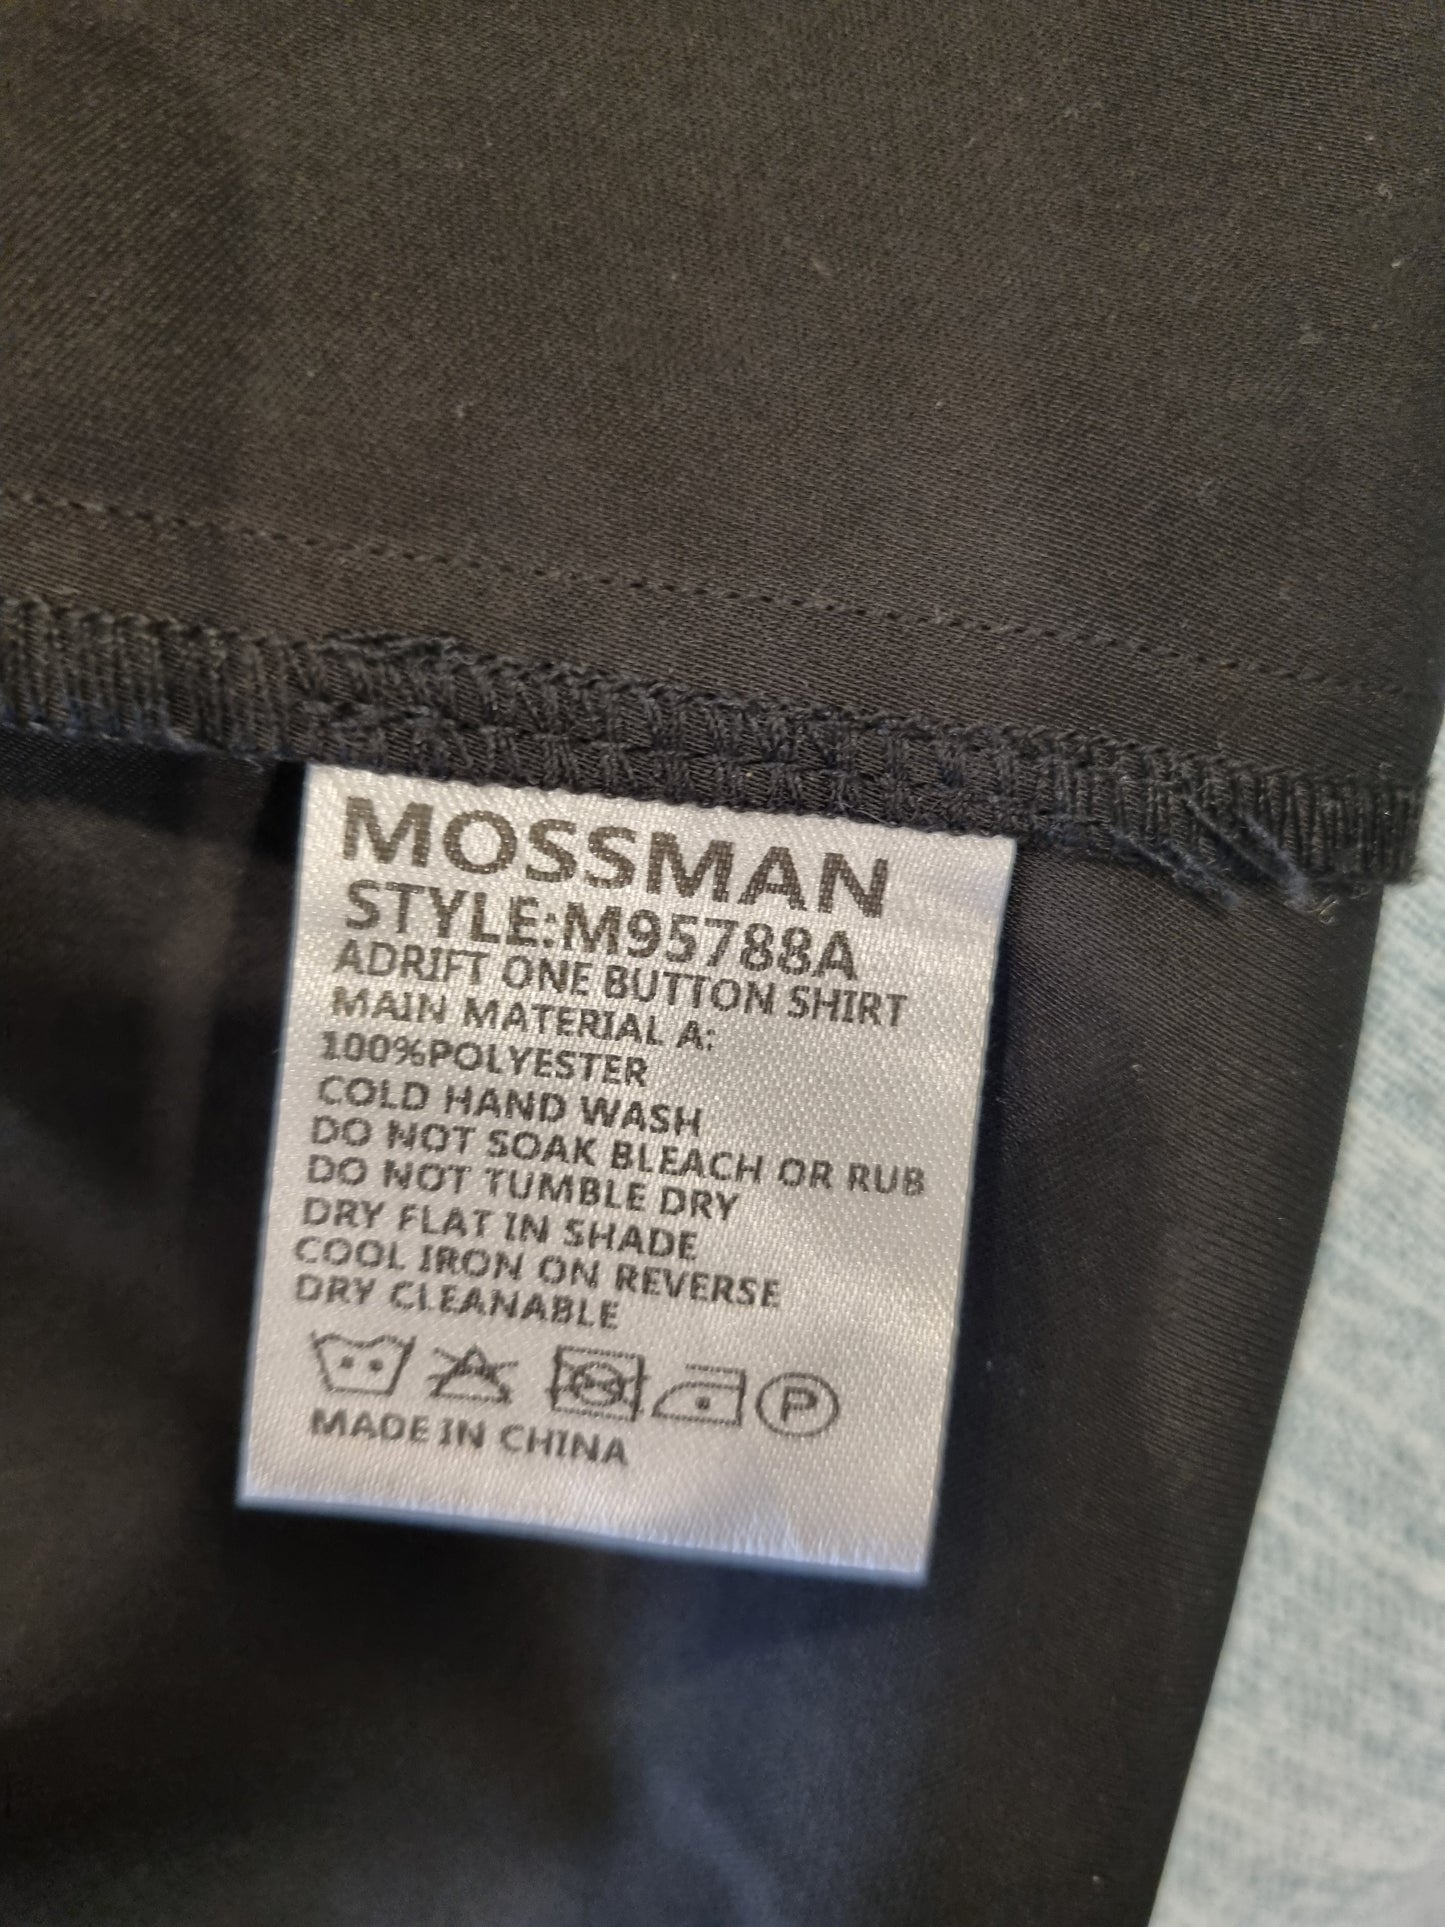 MOSSMAN
STYLE:M95788A
ADRIFT ONE BUTTON SHIRT
MAIN MATERIAL A:
100%POLYESTER
COLD HAND WASH
DO NOT SOAK BLEACH OR RUB
DO NOT TUMBLE DRY
DRY FLAT IN SHADE
COOL IRON ON REVERSE
DRY CLEANABLE
P
MADE IN CHINA